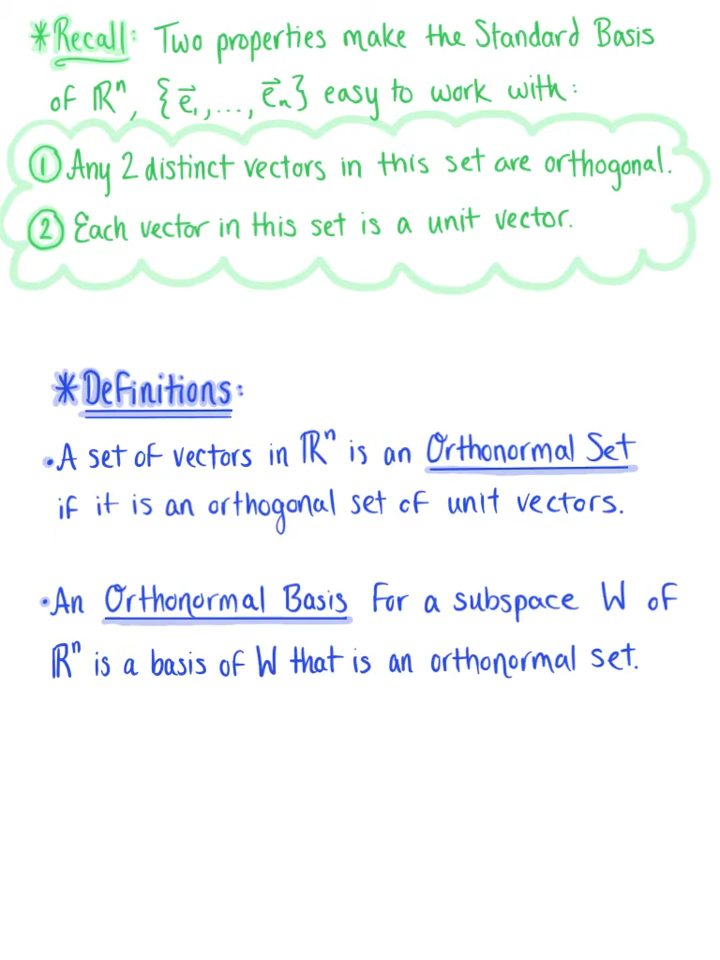 *Recall: Two properties make the Standard Basis
of ℝⁿ, {e⃗₁,..., e⃗ₙ} easy to work with:
① Any 2 distinct vectors in this set are orthogonal.
② Each vector in this set is a unit vector.
*Definitions:
•A set of vectors in ℝⁿ is an Orthonormal Set
if it is an orthogonal set of unit vectors.
•An Orthonormal Basis for a subspace W of
ℝⁿ is a basis of W that is an orthonormal set.